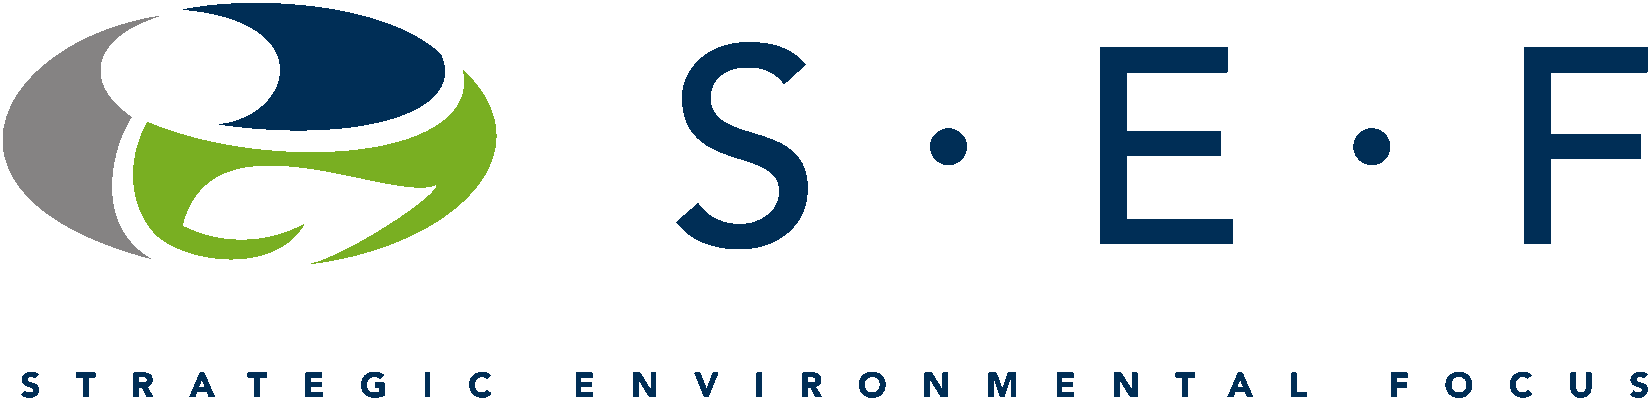 S·E·F
STRATEGIC ENVIRONMENTAL FOCUS